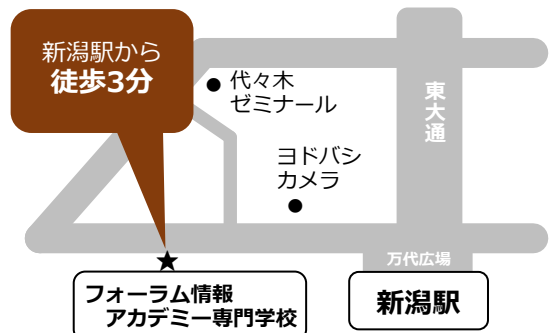 新潟駅から
徒歩3分
代々木
ゼミナール
東大通
ヨドバシ
カメラ
万代広場
フォーラム情報
アカデミー専門学校
新潟駅